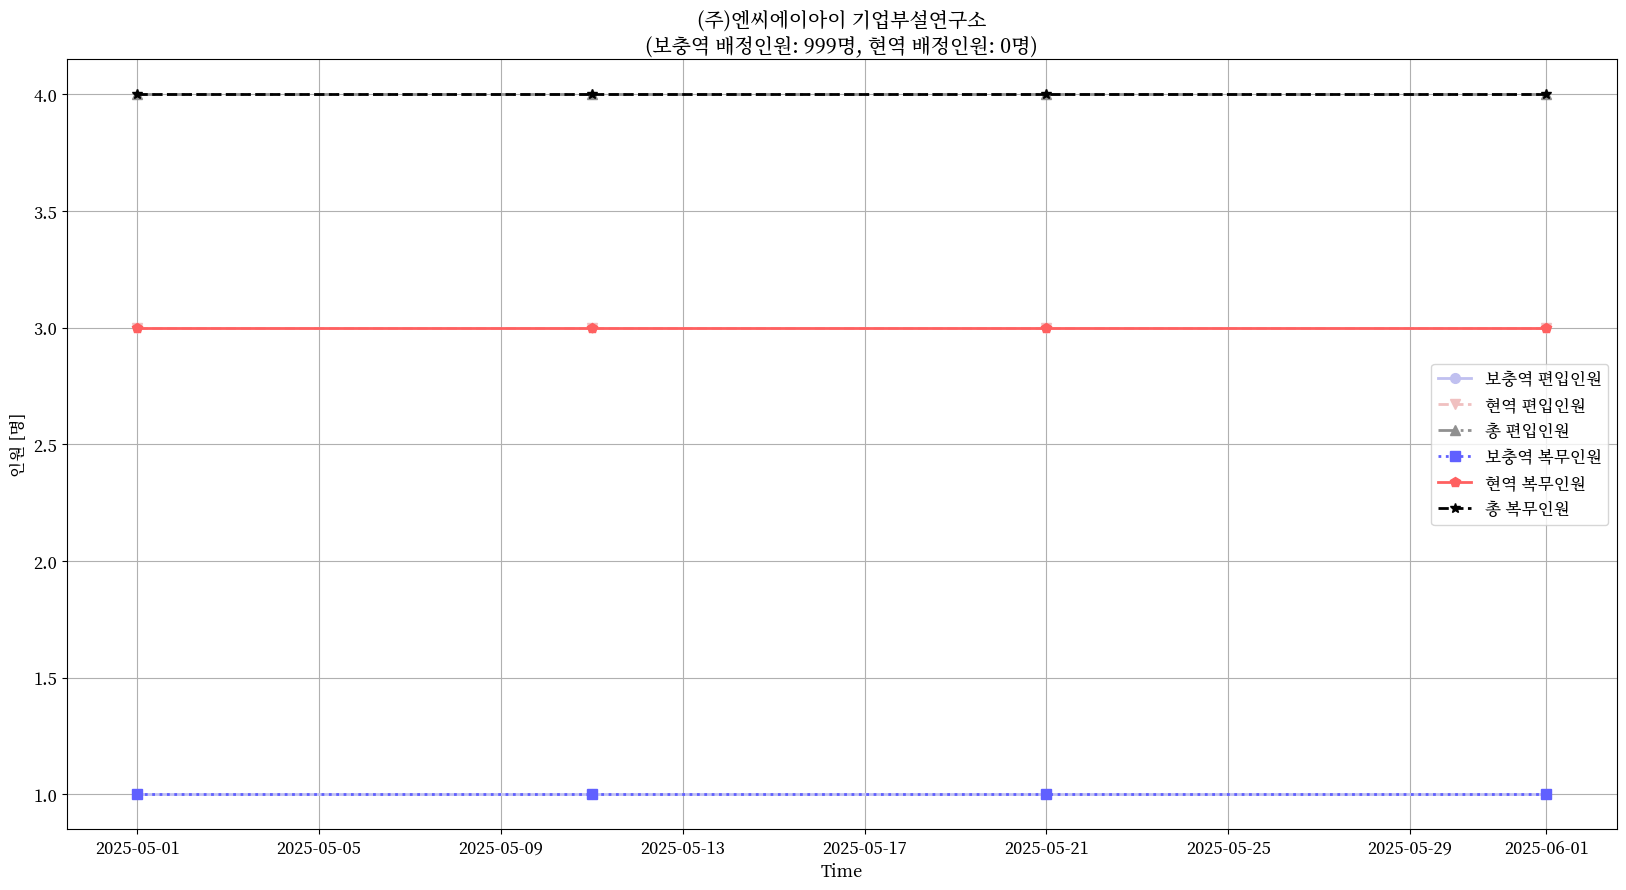 (주)엔씨에이아이 기업부설연구소
(보충역 배정인원: 999명, 현역 배정인원: 0명)
인원 [명]
4.0
3.5
3.0
2.5
2.0
1.5
1.0
보충역 편입인원
현역 편입인원
총 편입인원
보충역 복무인원
현역 복무인원
총 복무인원
2025-05-01 2025-05-05 2025-05-09 2025-05-13 2025-05-17 2025-05-21 2025-05-25 2025-05-29 2025-06-01
Time